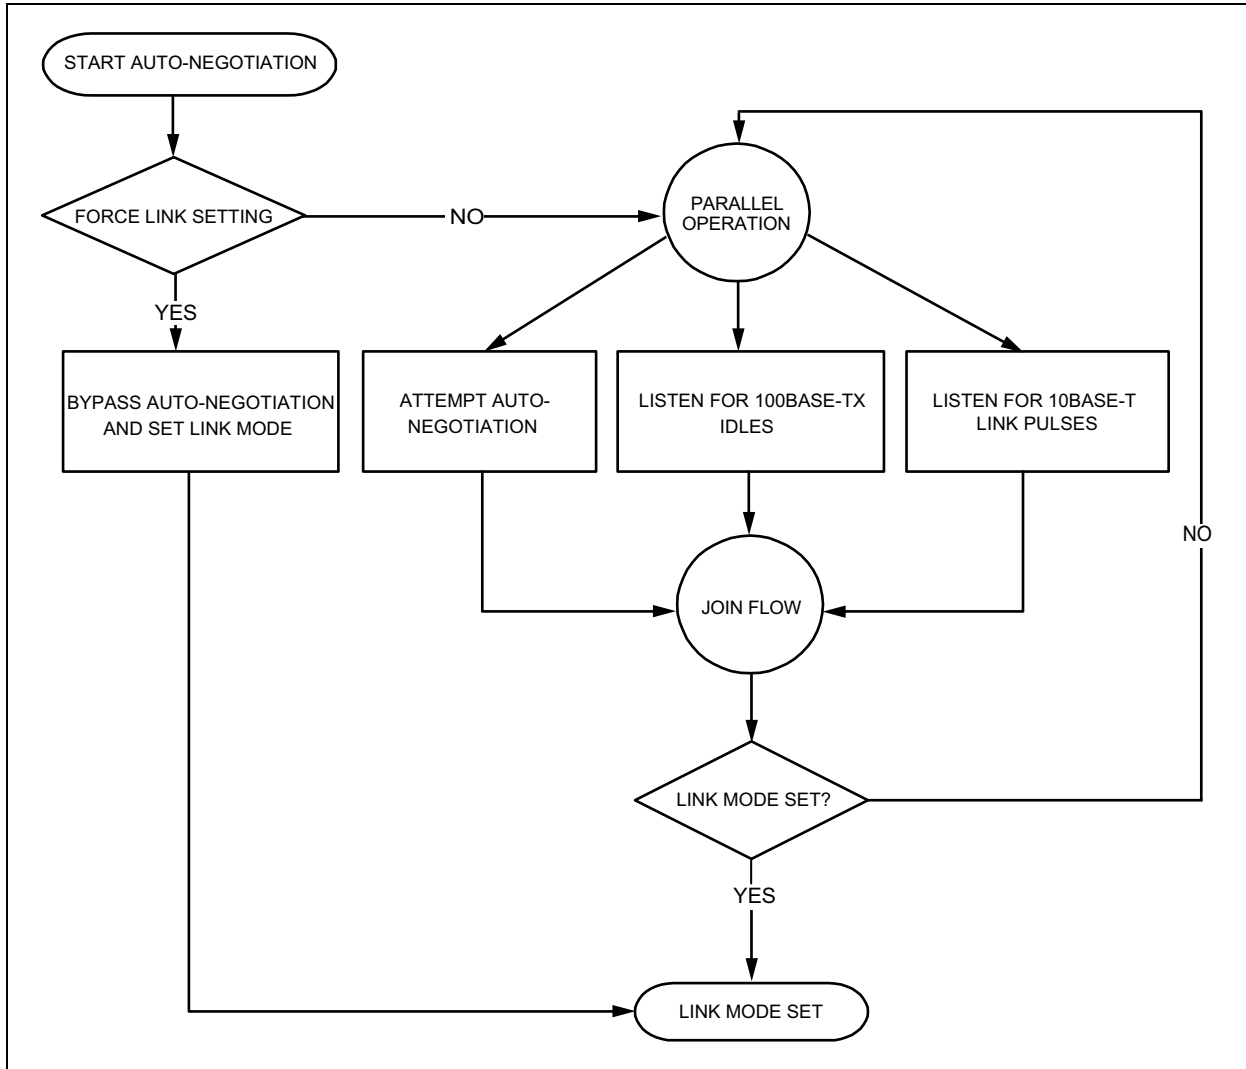 START AUTO-NEGOTIATION
FORCE LINK SETTING
NO
PARALLEL
OPERATION
YES
BYPASS AUTO-NEGOTIATION
AND SET LINK MODE
ATTEMPT AUTO-
NEGOTIATION
LISTEN FOR 100BASE-TX
IDLES
LISTEN FOR 10BASE-T
LINK PULSES
NO
JOIN FLOW
LINK MODE SET?
YES
LINK MODE SET